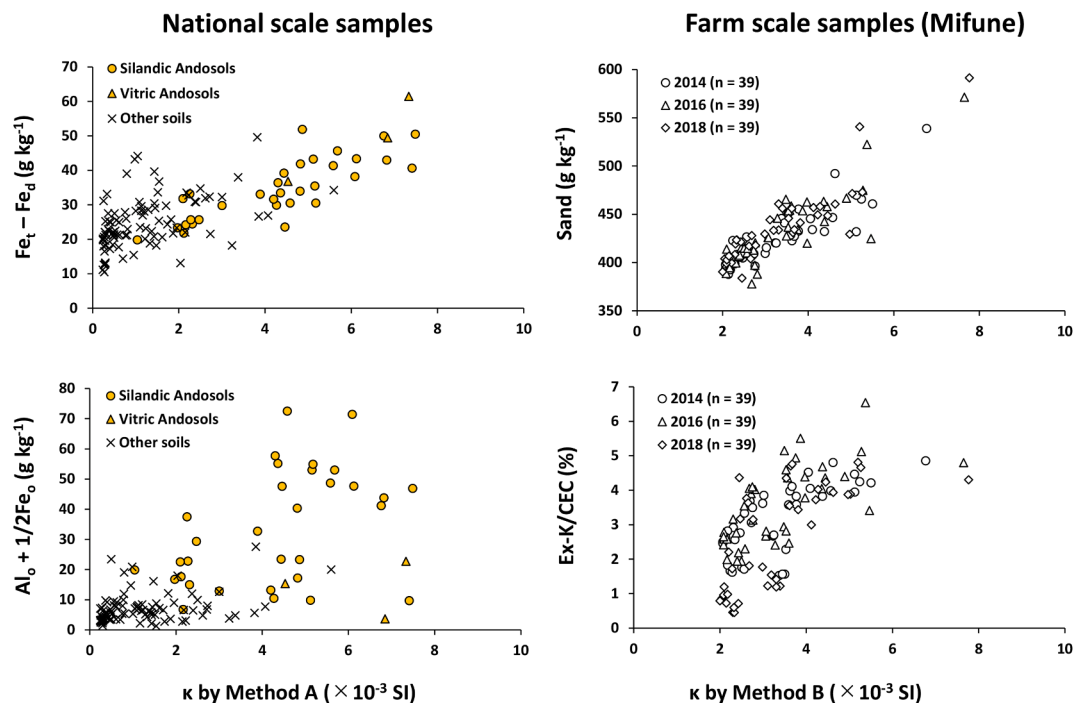 National scale samples
Farm scale samples (Mifune)
Fet – Fed (g kg-1)
70
60
50
40
30
20
10
0
Silandic Andosols
Vitric Andosols
Other soils
0 2 4 6 8 10
Sand (g kg-1)
600
550
500
450
400
350
2014 (n = 39)
2016 (n = 39)
2018 (n = 39)
0 2 4 6 8 10
Alo + 1/2Feo (g kg-1)
80
70
60
50
40
30
20
10
0
Silandic Andosols
Vitric Andosols
Other soils
0 2 4 6 8 10
κ by Method A (×10-3 SI)
Ex-K/CEC (%)
7
6
5
4
3
2
1
0
2014 (n = 39)
2016 (n = 39)
2018 (n = 39)
0 2 4 6 8 10
κ by Method B (×10-3 SI)